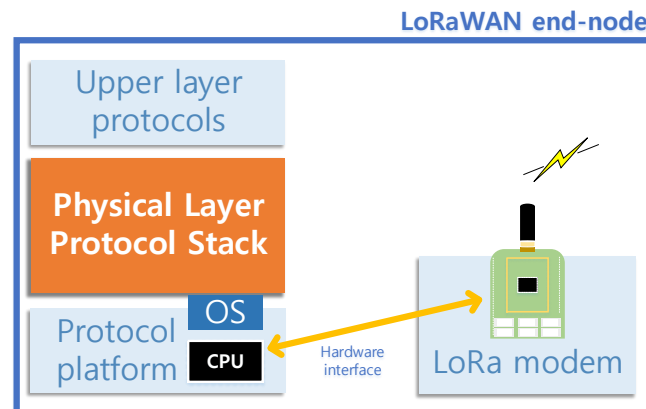 LoRaWAN end-node
Upper layer
protocols
Physical Layer
Protocol Stack
OS
Protocol
platform
CPU
Hardware
interface
LoRa modem